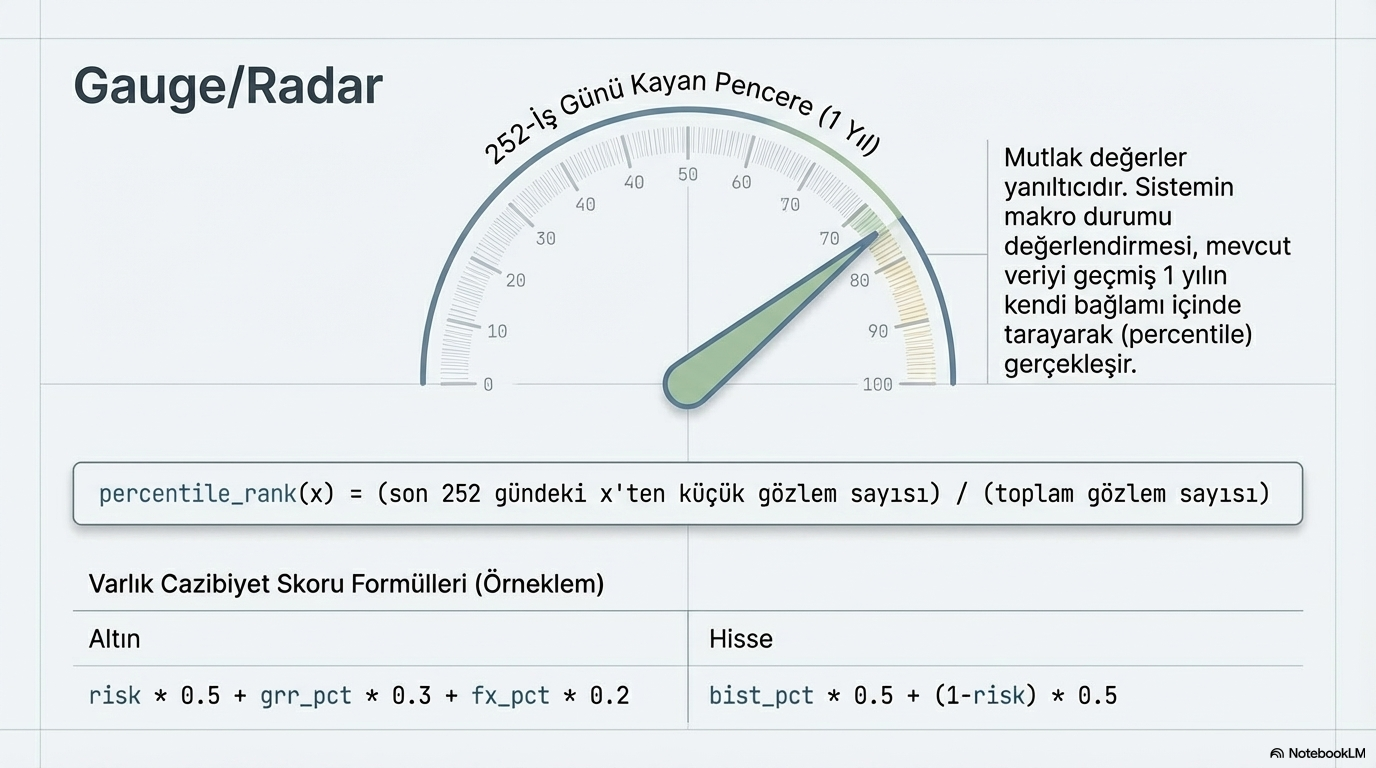 Gauge/Radar
252-İş Günü Kayan Pencere (1 Yıl)
0
10
20
30
40
40
50
60
70
70
80
90
100
Mutlak değerler
yanıltıcıdır. Sistemin
makro durumu
değerlendirmesi, mevcut
veriyi geçmiş 1 yılın
kendi bağlamı içinde
tarayarak (percentile)
gerçekleşir.
percentile_rank(x) = (son 252 gündeki x'ten küçük gözlem sayısı) / (toplam gözlem sayısı)
Varlık Cazibiyet Skoru Formülleri (Örneklem)
Altın
Hisse
risk * 0.5 + grr_pct * 0.3 + fx_pct * 0.2
bist_pct * 0.5 + (1-risk) * 0.5
NotebookLM